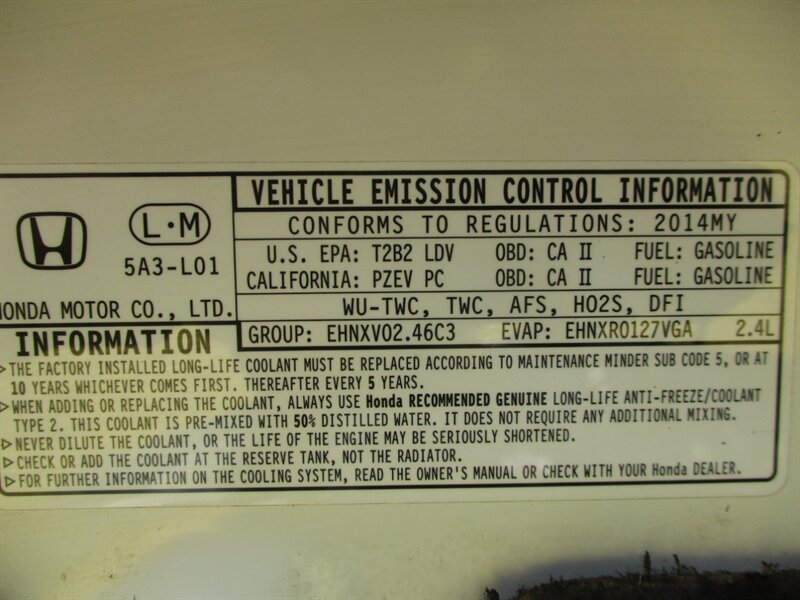 L·M
5A3-L01
HONDA MOTOR CO., LTD.
VEHICLE EMISSION CONTROL INFORMATION
CONFORMS TO REGULATIONS: 2014MY
U.S. EPA: T2B2 LDV OBD: CA II FUEL: GASOLINE
CALIFORNIA: PZEV PC OBD: CA II FUEL: GASOLINE
WU-TWC, TWC, AFS, HO2S, DFI
GROUP: EHNXV02.46C3 EVAP: EHNXR0127VGA 2.4L
INFORMATION
▷THE FACTORY INSTALLED LONG-LIFE COOLANT MUST BE REPLACED ACCORDING TO MAINTENANCE MINDER SUB CODE 5, OR AT
10 YEARS WHICHEVER COMES FIRST. THEREAFTER EVERY 5 YEARS.
▷WHEN ADDING OR REPLACING THE COOLANT, ALWAYS USE Honda RECOMMENDED GENUINE LONG-LIFE ANTI-FREEZE/COOLANT
TYPE 2. THIS COOLANT IS PRE-MIXED WITH 50% DISTILLED WATER. IT DOES NOT REQUIRE ANY ADDITIONAL MIXING.
▷NEVER DILUTE THE COOLANT, OR THE LIFE OF THE ENGINE MAY BE SERIOUSLY SHORTENED.
▷CHECK OR ADD THE COOLANT AT THE RESERVE TANK, NOT THE RADIATOR.
▷FOR FURTHER INFORMATION ON THE COOLING SYSTEM, READ THE OWNER'S MANUAL OR CHECK WITH YOUR Honda DEALER.